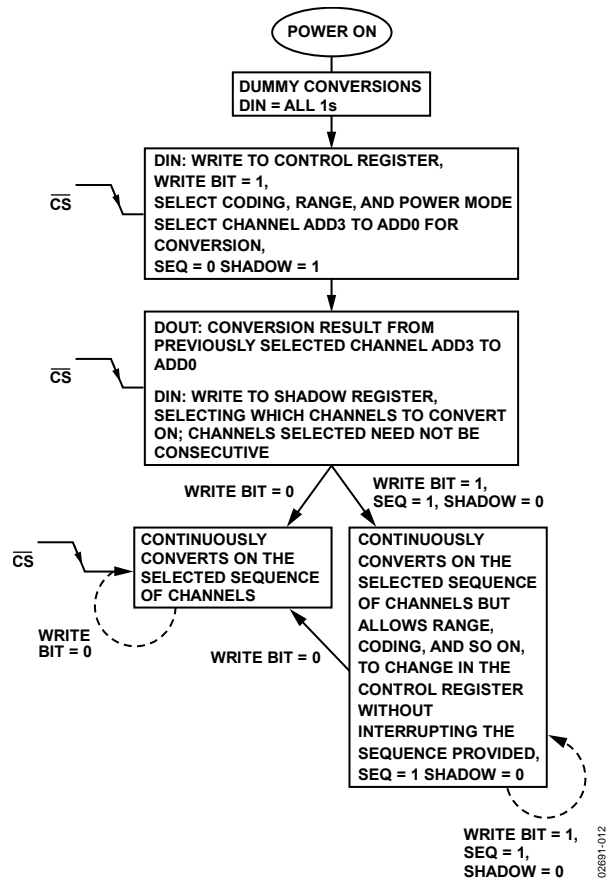 POWER ON
DUMMY CONVERSIONS
DIN = ALL 1s
CS
DIN: WRITE TO CONTROL REGISTER,
WRITE BIT = 1,
SELECT CODING, RANGE, AND POWER MODE
SELECT CHANNEL ADD3 TO ADD0 FOR
CONVERSION,
SEQ = 0 SHADOW = 1
CS
DOUT: CONVERSION RESULT FROM
PREVIOUSLY SELECTED CHANNEL ADD3 TO
ADD0
DIN: WRITE TO SHADOW REGISTER,
SELECTING WHICH CHANNELS TO CONVERT
ON; CHANNELS SELECTED NEED NOT BE
CONSECUTIVE
WRITE BIT = 0
WRITE BIT = 1,
SEQ = 1, SHADOW = 0
CS
CONTINUOUSLY
CONVERTS ON THE
SELECTED SEQUENCE
OF CHANNELS
WRITE
BIT = 0
WRITE BIT = 0
CONTINUOUSLY
CONVERTS ON THE
SELECTED SEQUENCE
OF CHANNELS BUT
ALLOWS RANGE,
CODING, AND SO ON,
TO CHANGE IN THE
CONTROL REGISTER
WITHOUT
INTERRUPTING THE
SEQUENCE PROVIDED,
SEQ = 1 SHADOW = 0
WRITE BIT = 1,
SEQ = 1,
SHADOW = 0
02691-012